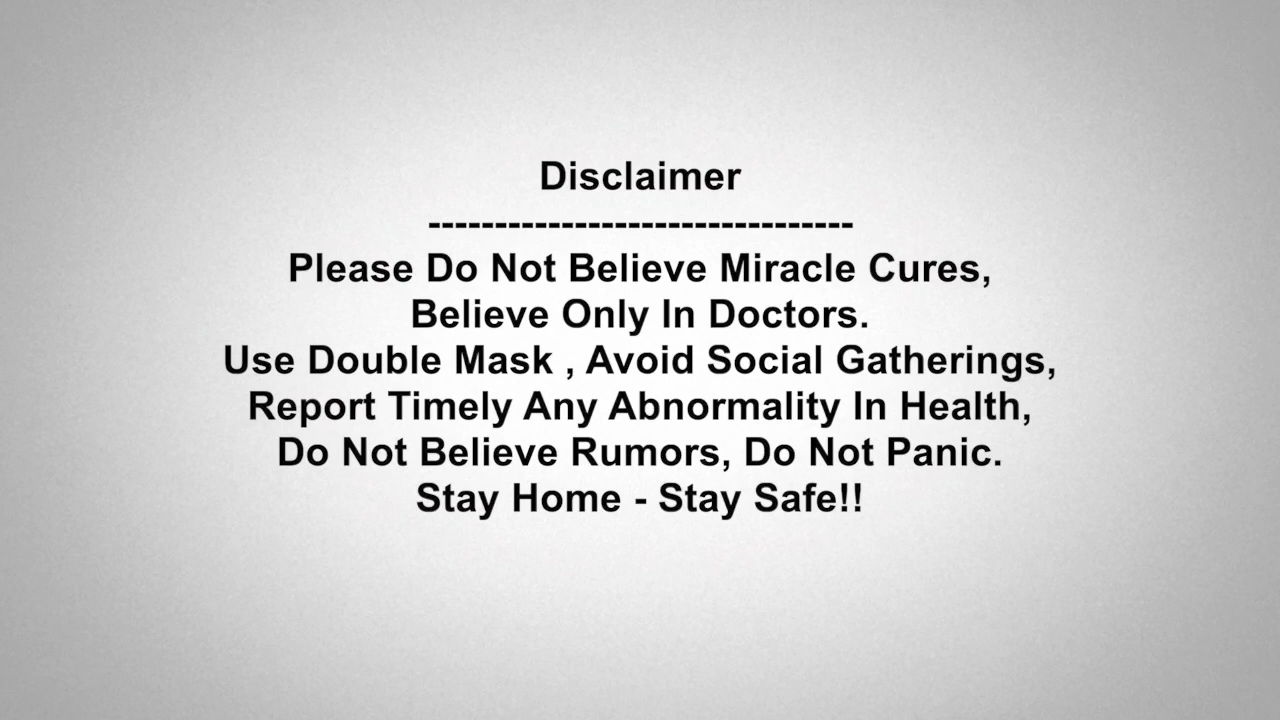 Disclaimer
--------------------------------
Please Do Not Believe Miracle Cures,
Believe Only In Doctors.
Use Double Mask , Avoid Social Gatherings,
Report Timely Any Abnormality In Health,
Do Not Believe Rumors, Do Not Panic.
Stay Home - Stay Safe!!